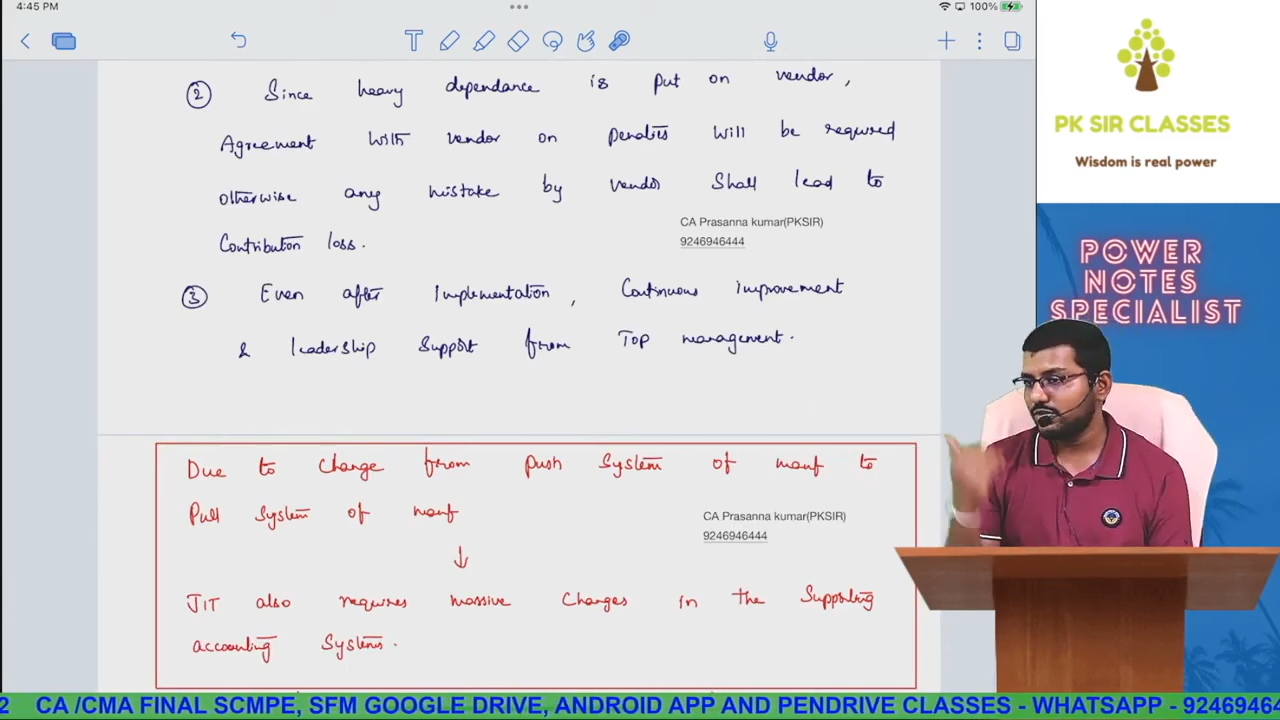 4:45 PM
100%
② Since heavy dependance is put on vendor,
Agreement with vendor on penalties will be required
otherwise any mistake by vendor shall lead to
Contribution loss.
CA Prasanna kumar(PKSIR)
9246946444
③ Even after Implementation, Continuous improvement
& leadership support from Top management.
Due to change from push system of manf to
Pull system of manf
CA Prasanna kumar(PKSIR)
9246946444
↓
JIT also requires massive changes in the supporting
accounting systems.
PK SIR CLASSES
Wisdom is real power
POWER
NOTES
SPECIALIST
2 CA /CMA FINAL SCMPE, SFM GOOGLE DRIVE, ANDROID APP AND PENDRIVE CLASSES - WHATSAPP - 92469464